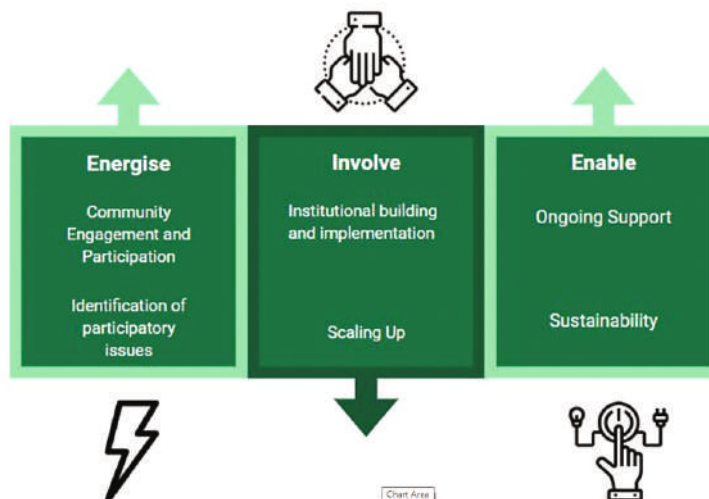 Energise
Community
Engagement and
Participation
Identification of
participatory
issues
Involve
Institutional building
and implementation
Scaling Up
Enable
Ongoing Support
Sustainability
Chart Area